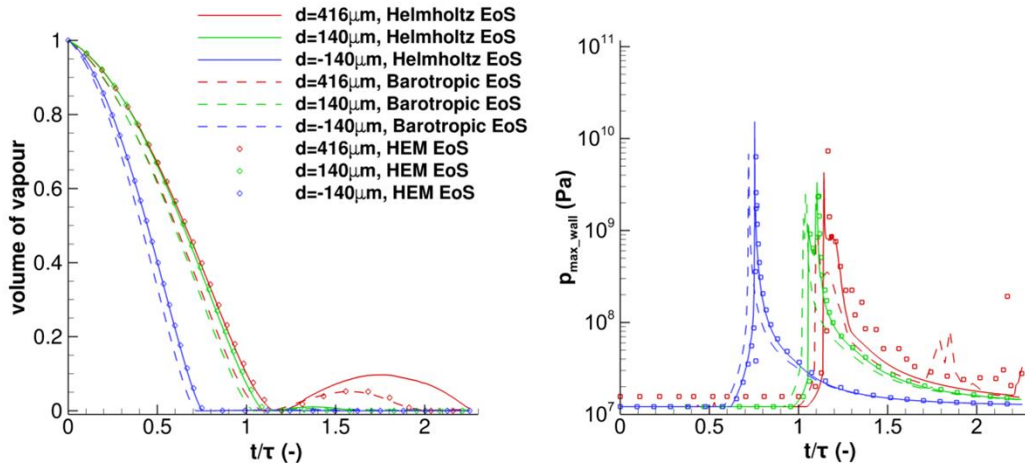 d=416μm, Helmholtz EoS
d=140μm, Helmholtz EoS
d=-140μm, Helmholtz EoS
d=416μm, Barotropic EoS
d=140μm, Barotropic EoS
d=-140μm, Barotropic EoS
d=416μm, HEM EoS
d=140μm, HEM EoS
d=-140μm, HEM EoS
volume of vapour
1
0.8
0.6
0.4
0.2
0
0 0.5 1 1.5 2
t/τ (-)
p_max_wall (Pa)
10^11
10^10
10^9
10^8
10^7
0 0.5 1 1.5 2
t/τ (-)